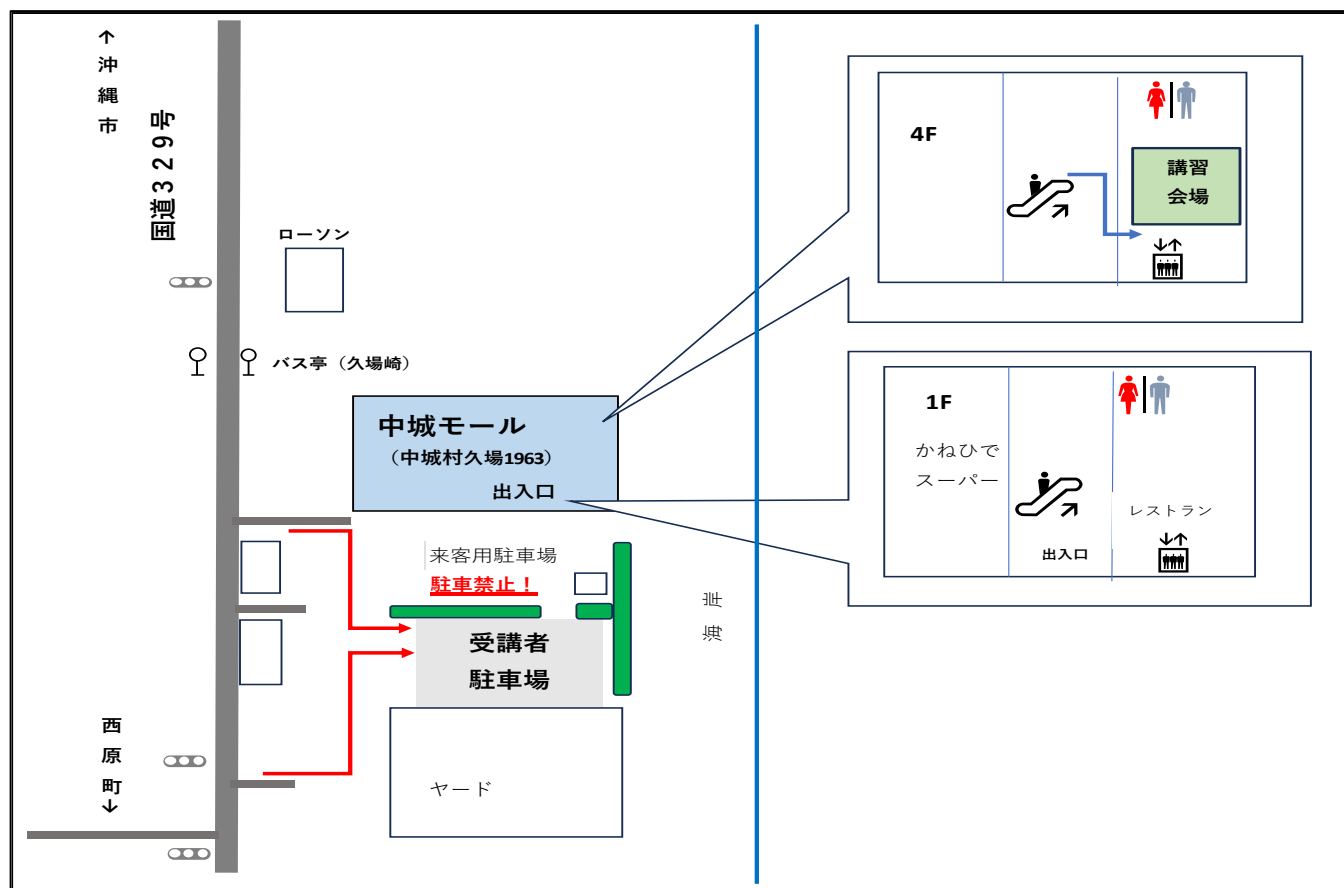 ↑沖縄市
国道329号
ローソン
バス亭（久場崎）
中城モール
（中城村久場1963）
出入口
来客用駐車場
駐車禁止！
受講者
駐車場
ヤード
西原町↓
海岸
4F
講習
会場
1F
かねひで
スーパー
レストラン
出入口